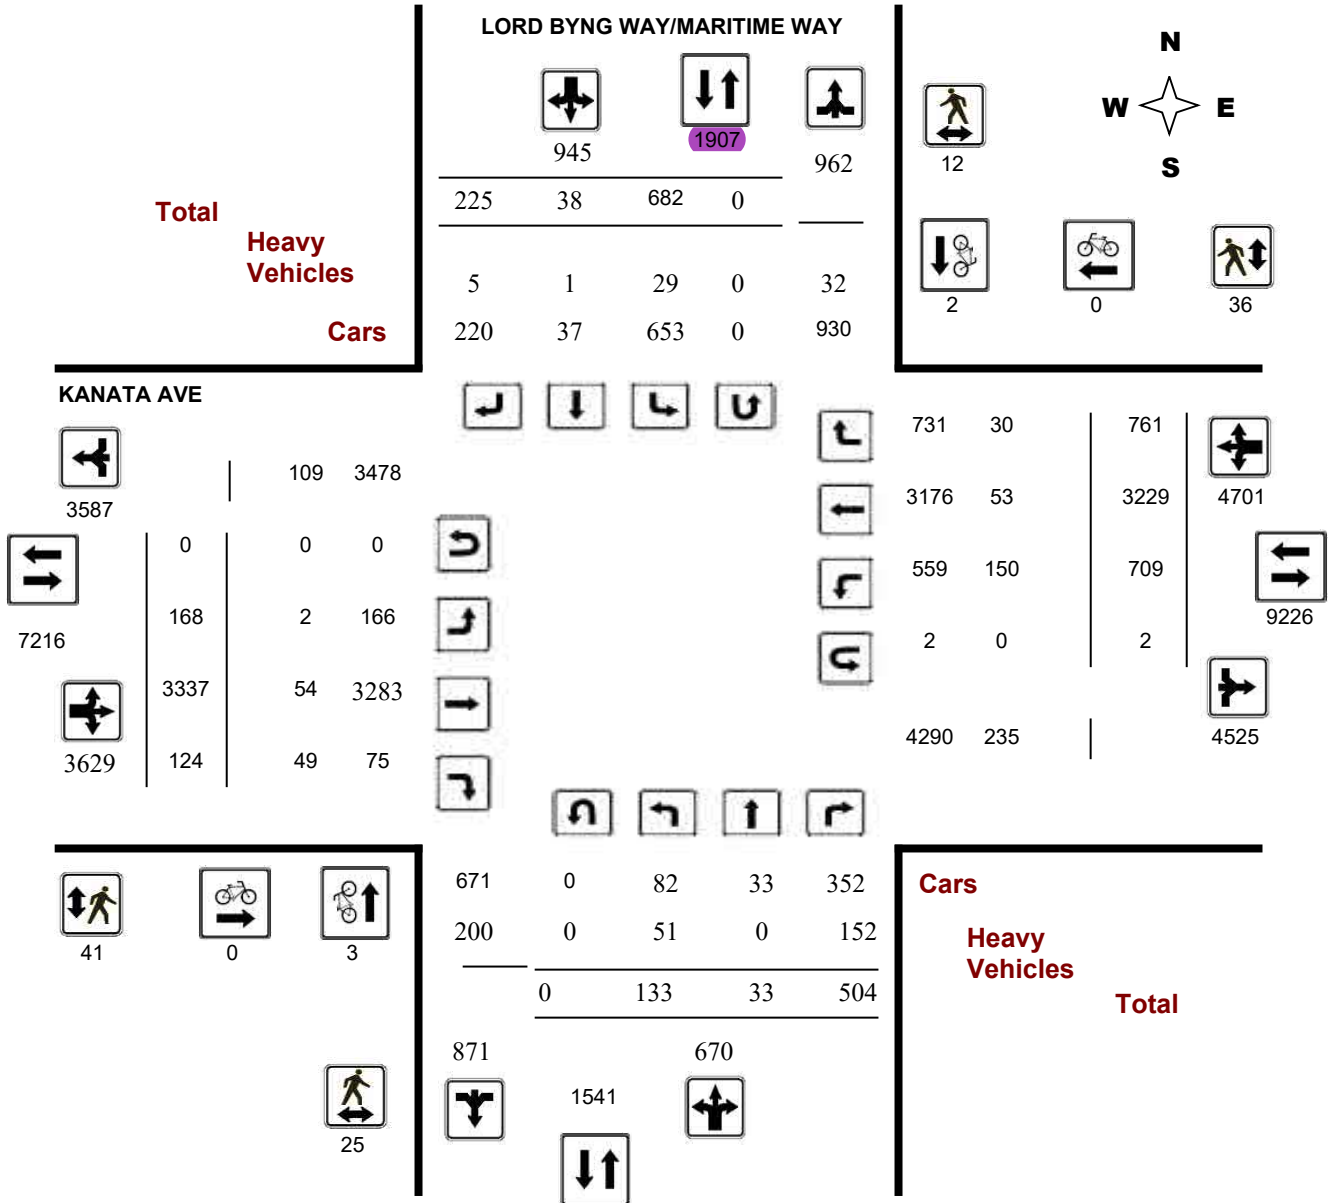 LORD BYNG WAY/MARITIME WAY
N
W E
S
945 1907 962 12
225 38 682 0
Total
Heavy
Vehicles
5 1 29 0 32
2 0 36
Cars 220 37 653 0 930
KANATA AVE
731 30 761
109 3478
3587
3176 53 3229 4701
0 0 0
559 150 709
9226
168 2 166
7216
2 0 2
3337 54 3283
4290 235 4525
3629 124 49 75
671 0 82 33 352 Cars
41 0 3
200 0 51 0 152 Heavy
Vehicles
0 133 33 504 Total
871 670
1541
25